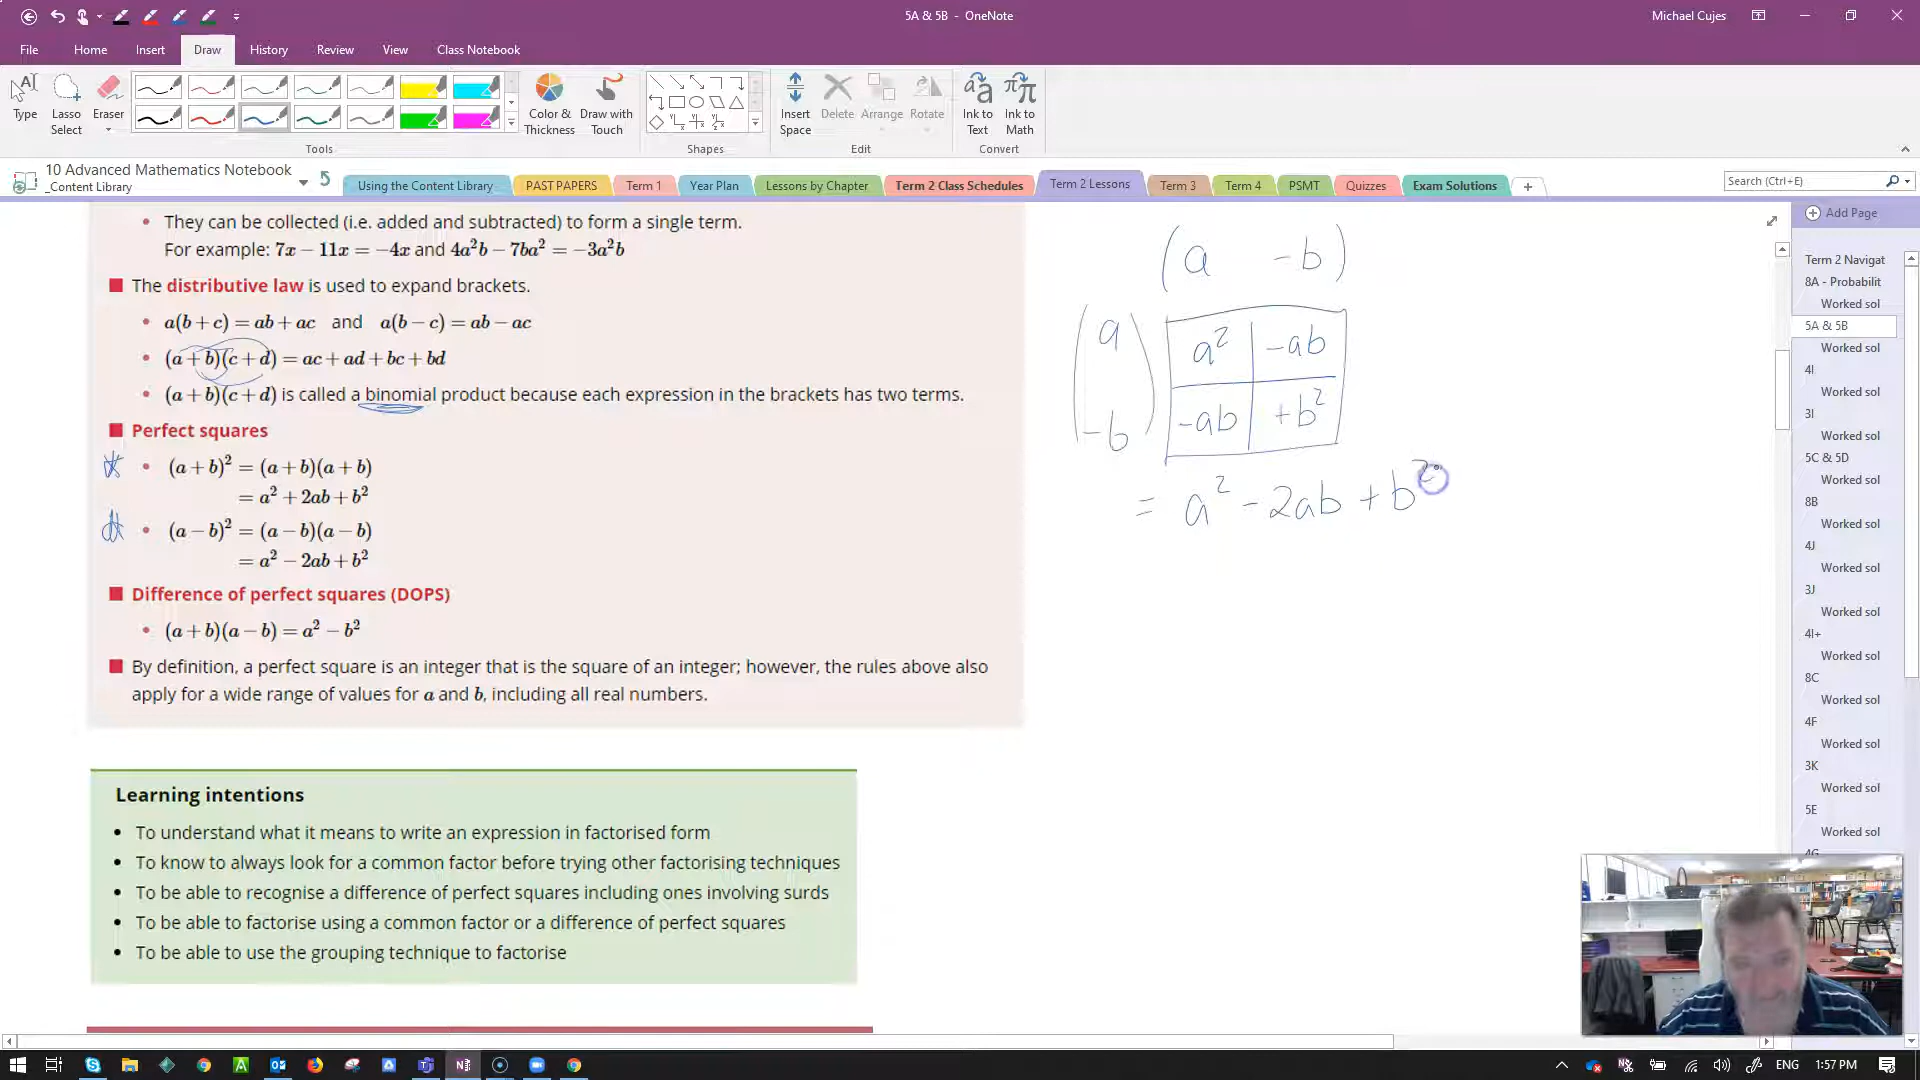 5A & 5B - OneNote
Michael Cujes
File Home Insert Draw History Review View Class Notebook
Type
Lasso Select
Eraser
Color & Thickness
Draw with Touch
Insert Space
Delete
Arrange
Rotate
Ink to Text
Ink to Math
Tools
Shapes
Edit
Convert
10 Advanced Mathematics Notebook
_Content Library
Using the Content Library PAST PAPERS Term 1 Year Plan Lessons by Chapter Term 2 Class Schedules Term 2 Lessons Term 3 Term 4 PSMT Quizzes Exam Solutions +
Search (Ctrl+E)
• They can be collected (i.e. added and subtracted) to form a single term.
For example: 7x − 11x = −4x and 4a²b − 7ba² = −3a²b
■ The distributive law is used to expand brackets.
• a(b + c) = ab + ac and a(b − c) = ab − ac
• (a + b)(c + d) = ac + ad + bc + bd
• (a + b)(c + d) is called a binomial product because each expression in the brackets has two terms.
■ Perfect squares
• (a + b)² = (a + b)(a + b)
= a² + 2ab + b²
• (a − b)² = (a − b)(a − b)
= a² − 2ab + b²
■ Difference of perfect squares (DOPS)
• (a + b)(a − b) = a² − b²
■ By definition, a perfect square is an integer that is the square of an integer; however, the rules above also
apply for a wide range of values for a and b, including all real numbers.
Learning intentions
• To understand what it means to write an expression in factorised form
• To know to always look for a common factor before trying other factorising techniques
• To be able to recognise a difference of perfect squares including ones involving surds
• To be able to factorise using a common factor or a difference of perfect squares
• To be able to use the grouping technique to factorise
(a −b)
a a² −ab
−b −ab +b²
= a² − 2ab + b²
Add Page
Term 2 Navigat
8A - Probabilit
Worked sol
5A & 5B
Worked sol
4I
Worked sol
3I
Worked sol
5C & 5D
Worked sol
8B
Worked sol
4J
Worked sol
3J
Worked sol
4I+
Worked sol
8C
Worked sol
4F
Worked sol
3K
Worked sol
5E
Worked sol
ENG 1:57 PM